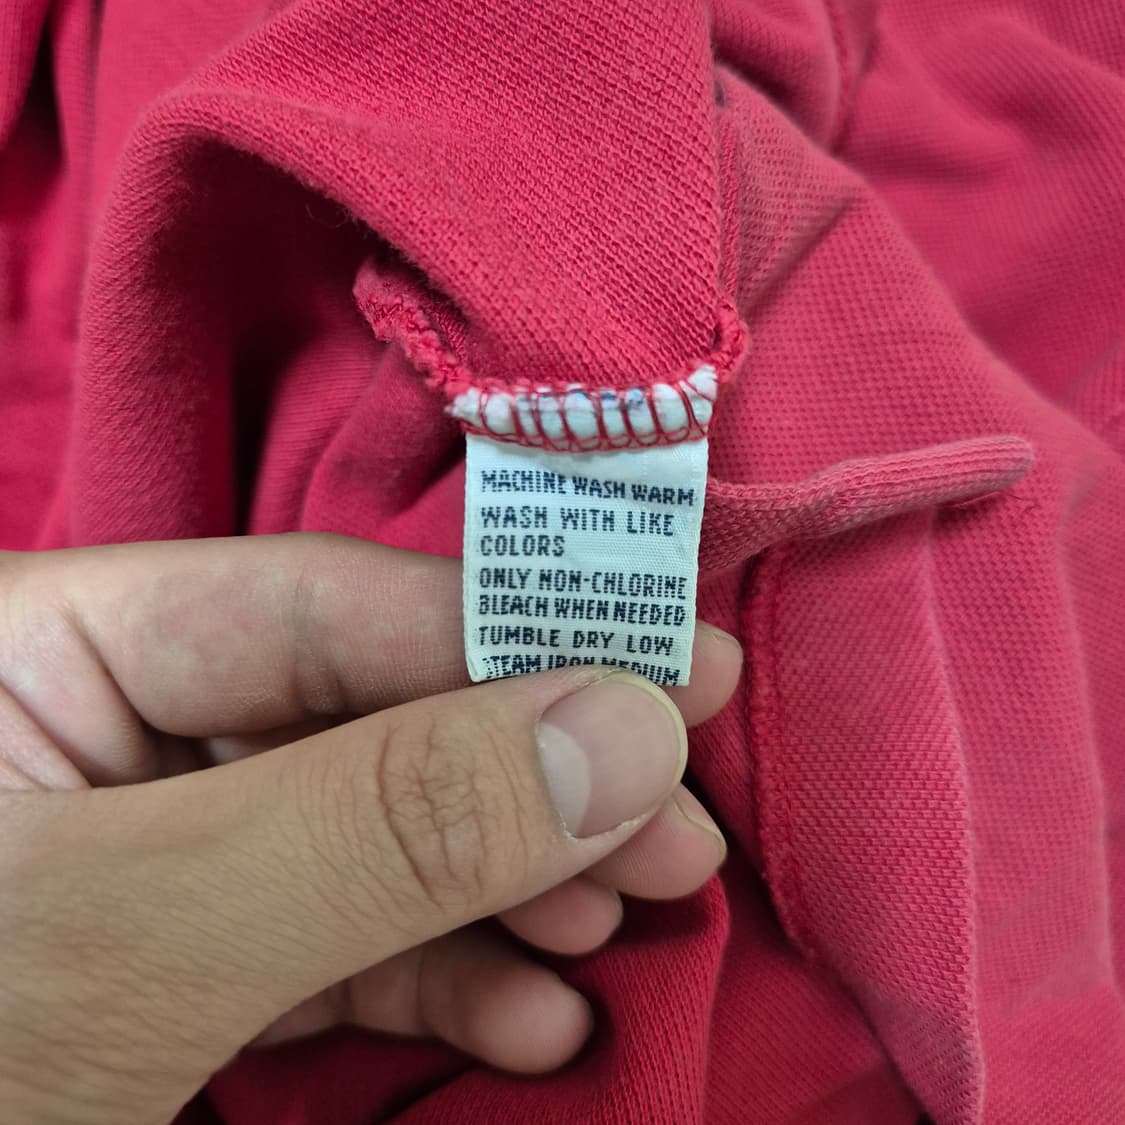 MACHINE WASH WARM
WASH WITH LIKE
COLORS
ONLY NON-CHLORINE
BLEACH WHEN NEEDED
TUMBLE DRY LOW
STEAM IRON MEDIUM